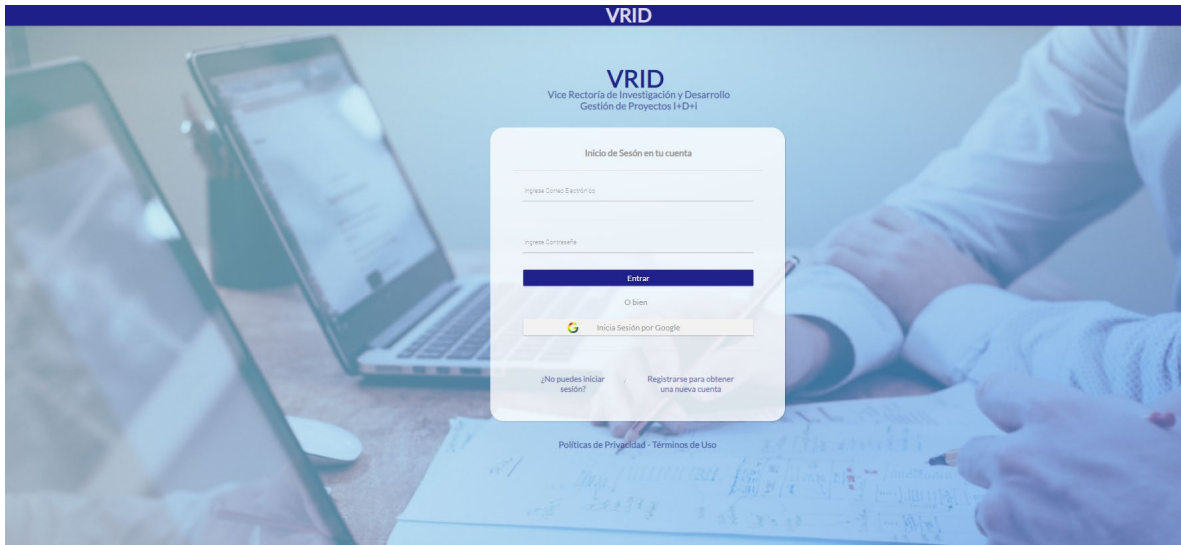 VRID
VRID
Vice Rectoría de Investigación y Desarrollo
Gestión de Proyectos I+D+i
Inicio de Sesón en tu cuenta
Ingrese Correo Electrónico
Ingrese Contraseña
Entrar
O bien
Inicia Sesión por Google
¿No puedes iniciar
sesión?
Registrarse para obtener
una nueva cuenta
Políticas de Privacidad - Términos de Uso